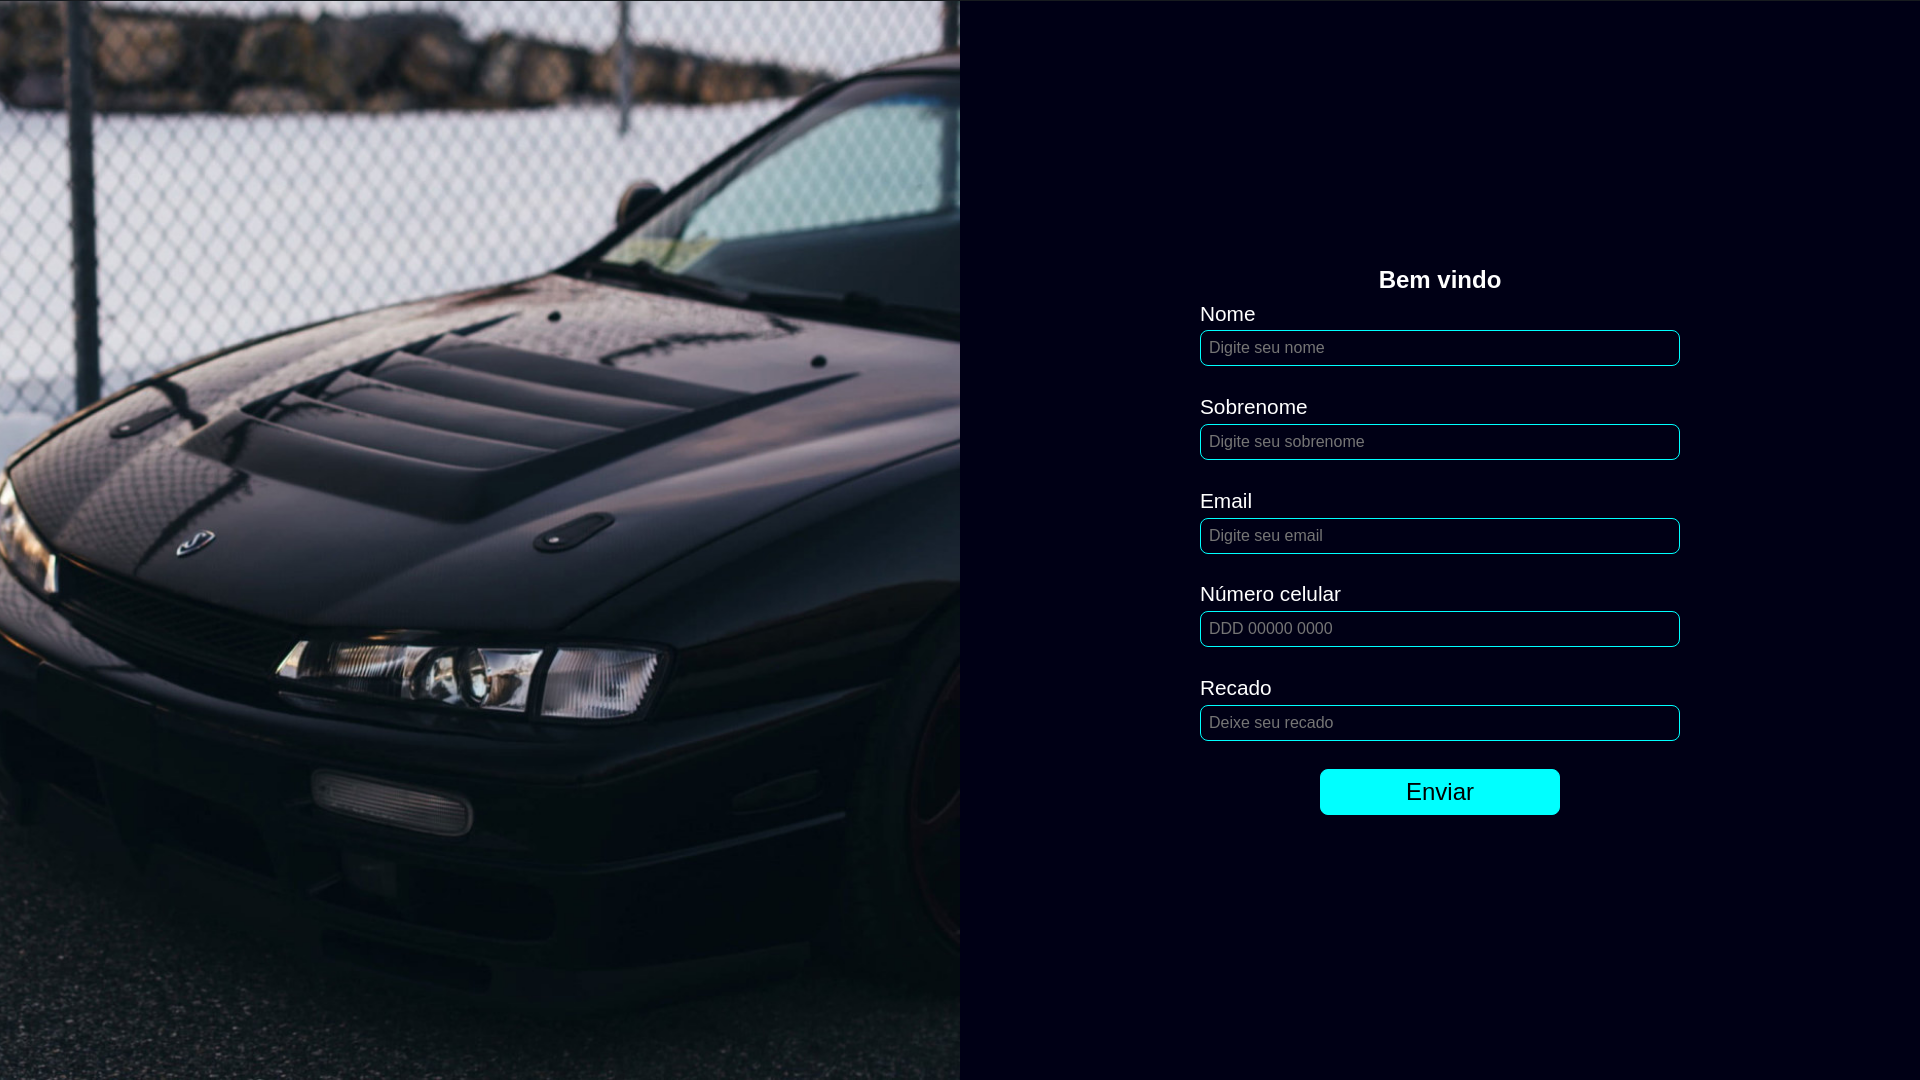 Bem vindo
Nome
Digite seu nome
Sobrenome
Digite seu sobrenome
Email
Digite seu email
Número celular
DDD 00000 0000
Recado
Deixe seu recado
Enviar